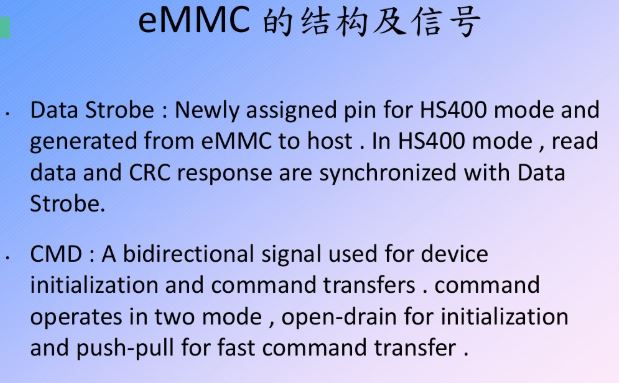 eMMC 的结构及信号
• Data Strobe : Newly assigned pin for HS400 mode and
generated from eMMC to host . In HS400 mode , read
data and CRC response are synchronized with Data
Strobe.
• CMD : A bidirectional signal used for device
initialization and command transfers . command
operates in two mode , open-drain for initialization
and push-pull for fast command transfer .